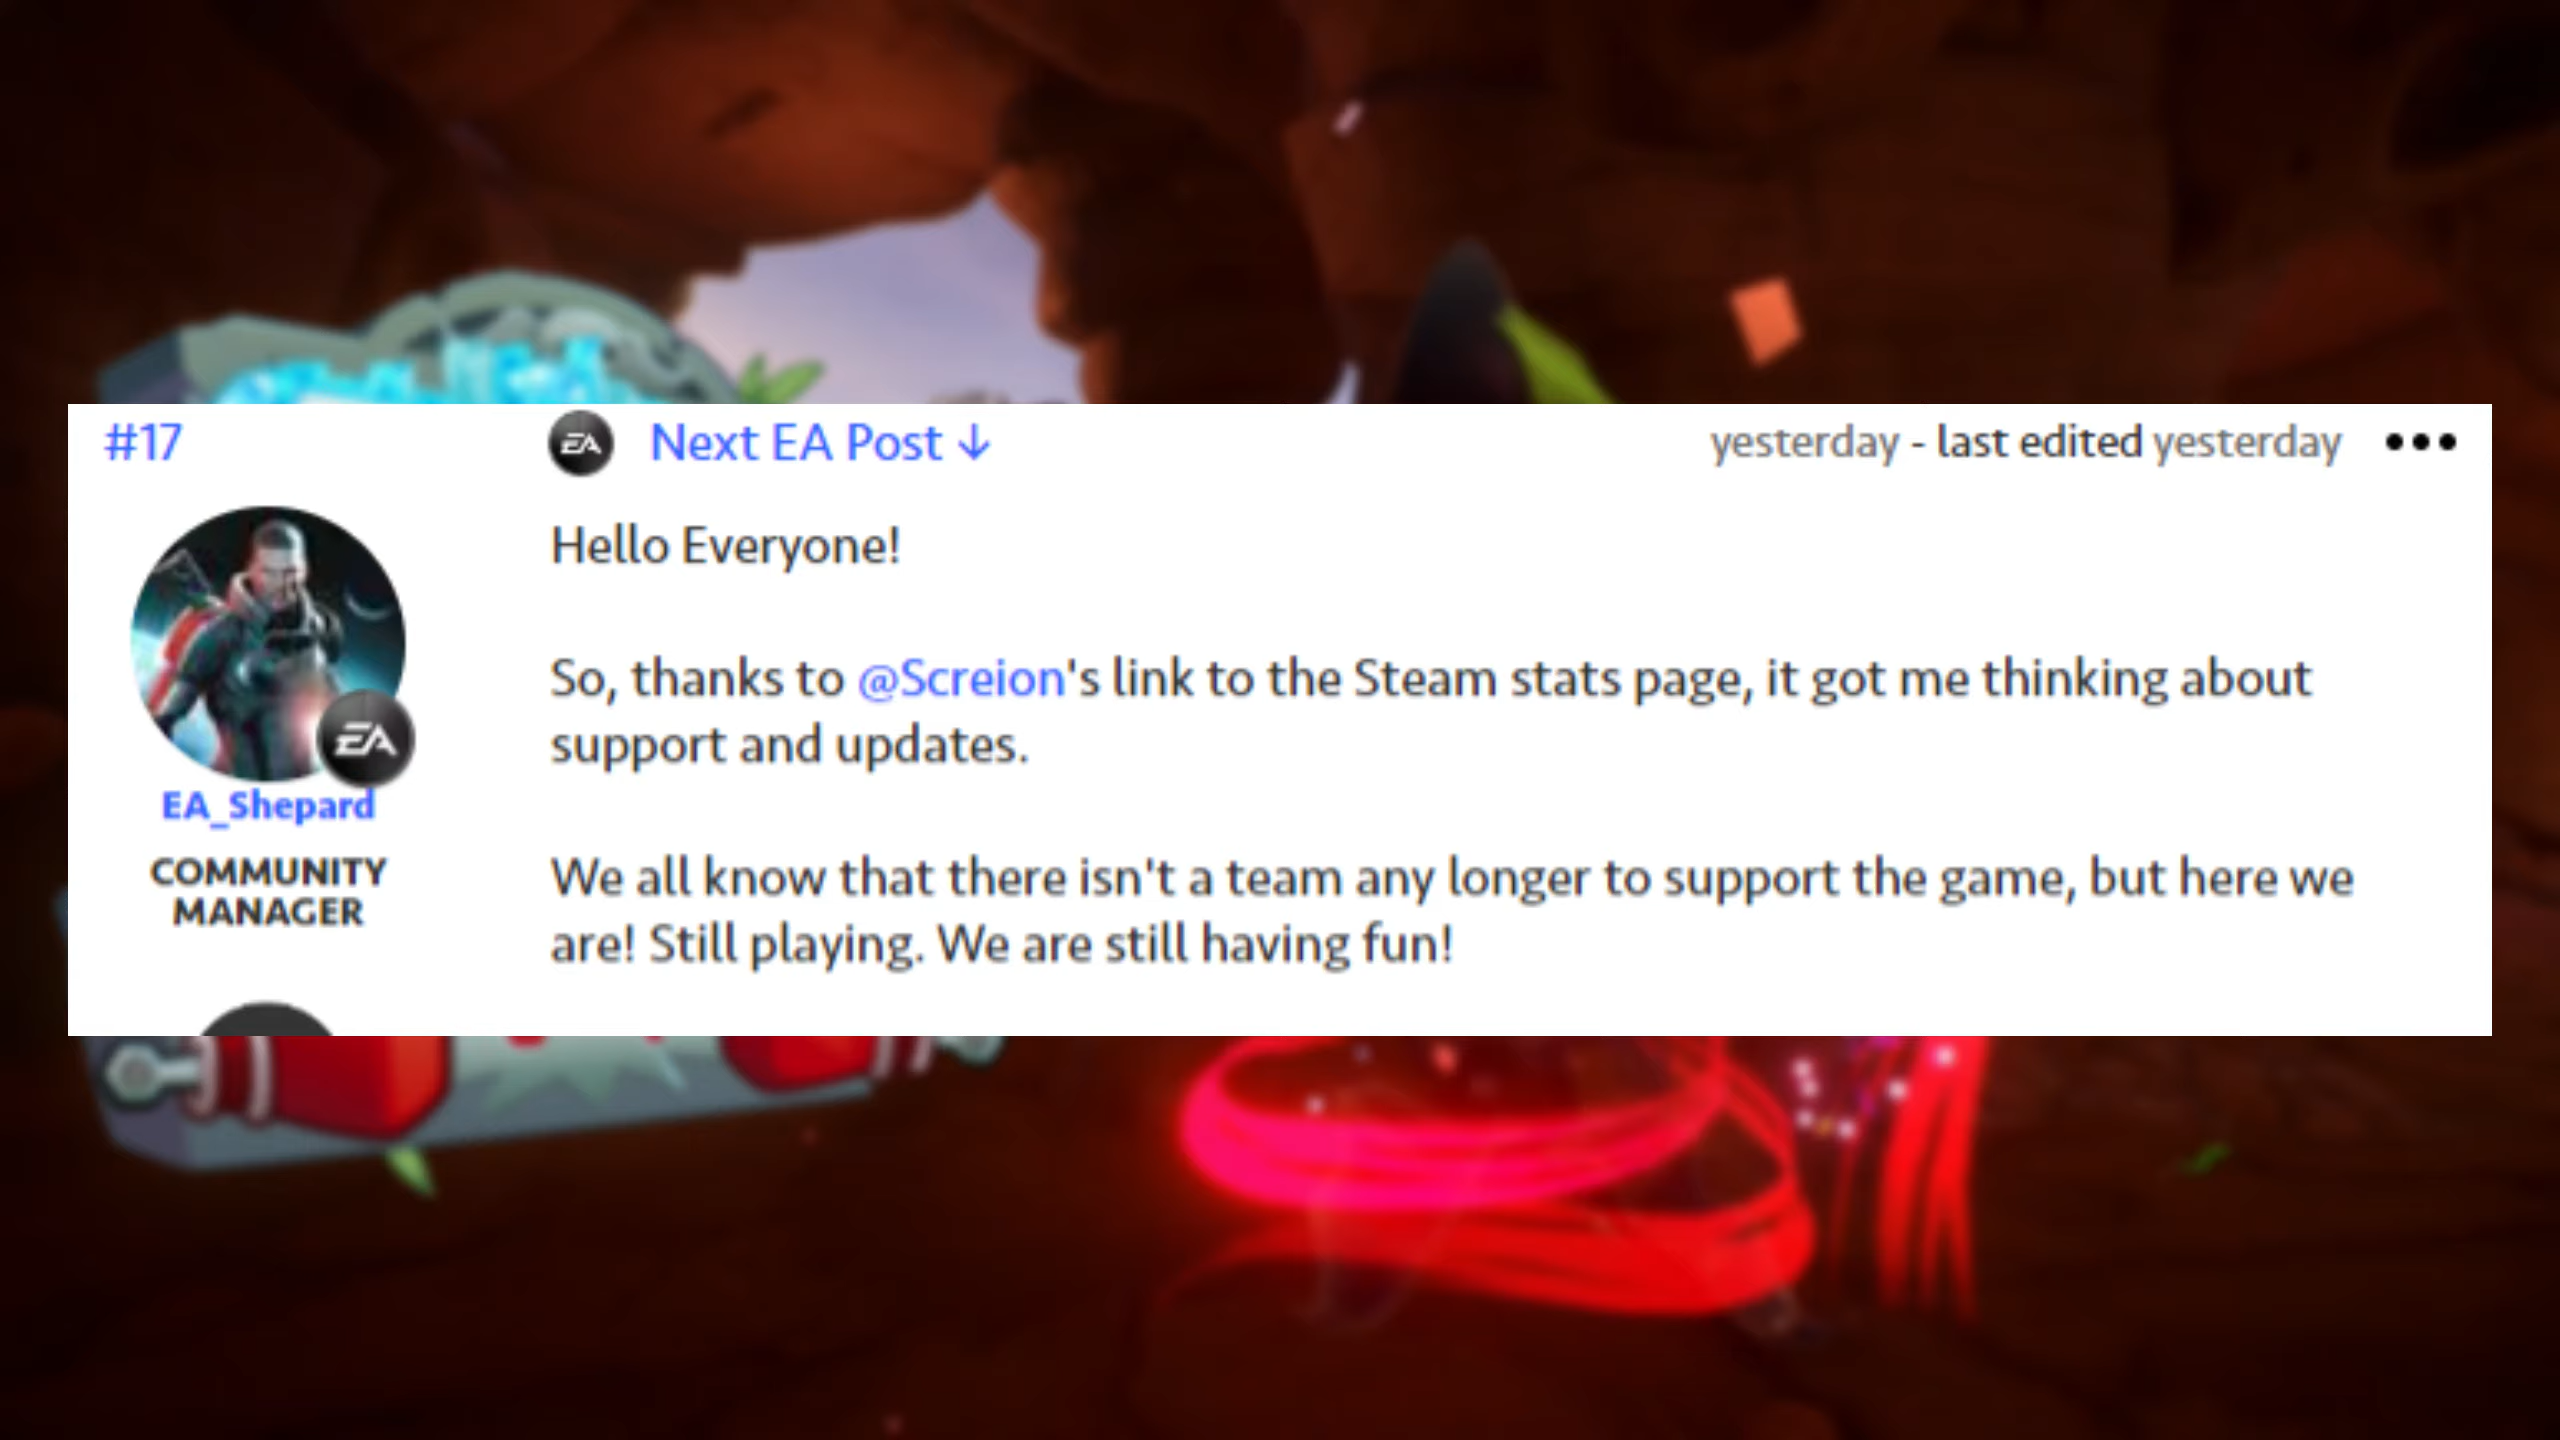 #17
EA Next EA Post ↓
yesterday - last edited yesterday •••
Hello Everyone!
So, thanks to @Screion's link to the Steam stats page, it got me thinking about
support and updates.
EA
EA_Shepard
COMMUNITY
MANAGER
We all know that there isn't a team any longer to support the game, but here we
are! Still playing. We are still having fun!